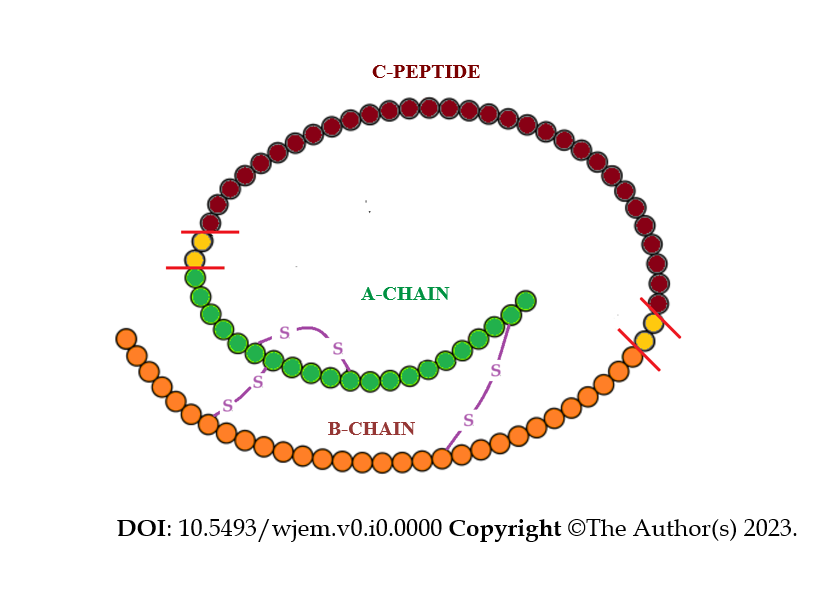 C-PEPTIDE
A-CHAIN
S
S
S
S
S
S
B-CHAIN
DOI: 10.5493/wjem.v0.i0.0000 Copyright ©The Author(s) 2023.